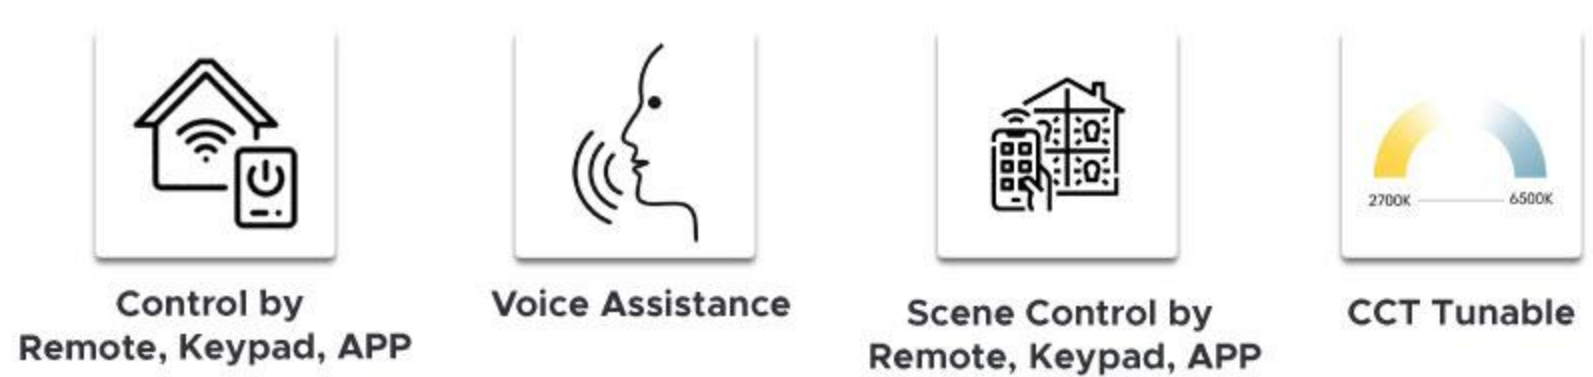 2700K
6500K
Control by
Remote, Keypad, APP
Voice Assistance
Scene Control by
Remote, Keypad, APP
CCT Tunable